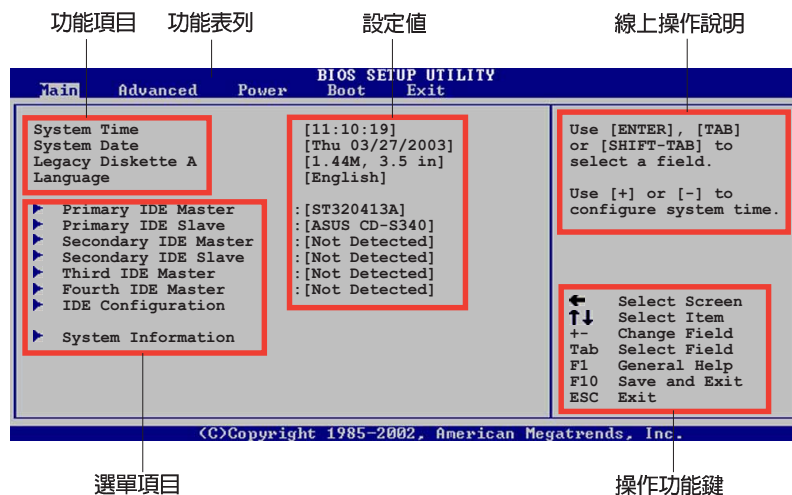 功能項目 功能表列 設定值 線上操作說明
BIOS SETUP UTILITY
Main Advanced Power Boot Exit
System Time [11:10:19]
System Date [Thu 03/27/2003]
Legacy Diskette A [1.44M, 3.5 in]
Language [English]
Primary IDE Master :[ST320413A]
Primary IDE Slave :[ASUS CD-S340]
Secondary IDE Master :[Not Detected]
Secondary IDE Slave :[Not Detected]
Third IDE Master :[Not Detected]
Fourth IDE Master :[Not Detected]
IDE Configuration
System Information
Use [ENTER], [TAB]
or [SHIFT-TAB] to
select a field.
Use [+] or [-] to
configure system time.
← Select Screen
↑↓ Select Item
+- Change Field
Tab Select Field
F1 General Help
F10 Save and Exit
ESC Exit
(C)Copyright 1985-2002, American Megatrends, Inc.
選單項目 操作功能鍵